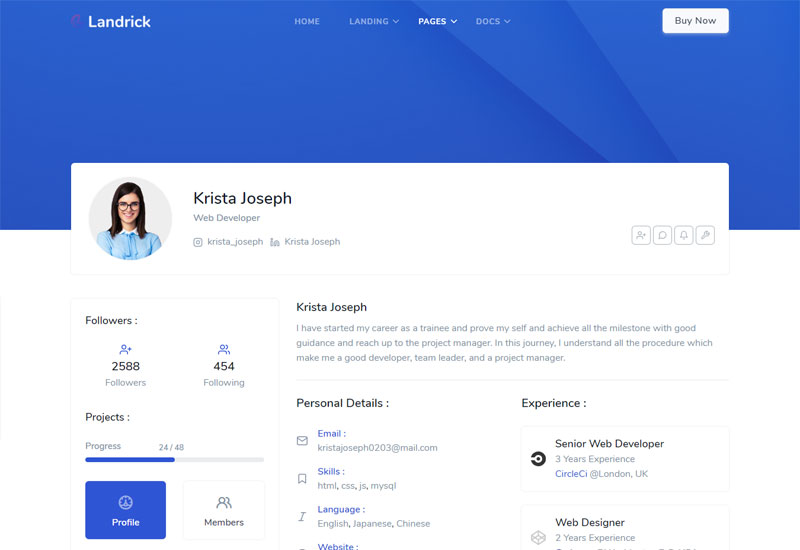 Landrick
HOME
LANDING
PAGES
DOCS
Buy Now
Krista Joseph
Web Developer
krista_joseph Krista Joseph
Followers :
2588
Followers
454
Following
Projects :
Progress
24 / 48
Profile
Members
Krista Joseph
I have started my career as a trainee and prove my self and achieve all the milestone with good
guidance and reach up to the project manager. In this journey, I understand all the procedure which
make me a good developer, team leader, and a project manager.
Personal Details :
Email :
kristajoseph0203@mail.com
Skills :
html, css, js, mysql
Language :
English, Japanese, Chinese
Website :
Experience :
Senior Web Developer
3 Years Experience
CircleCi @London, UK
Web Designer
2 Years Experience